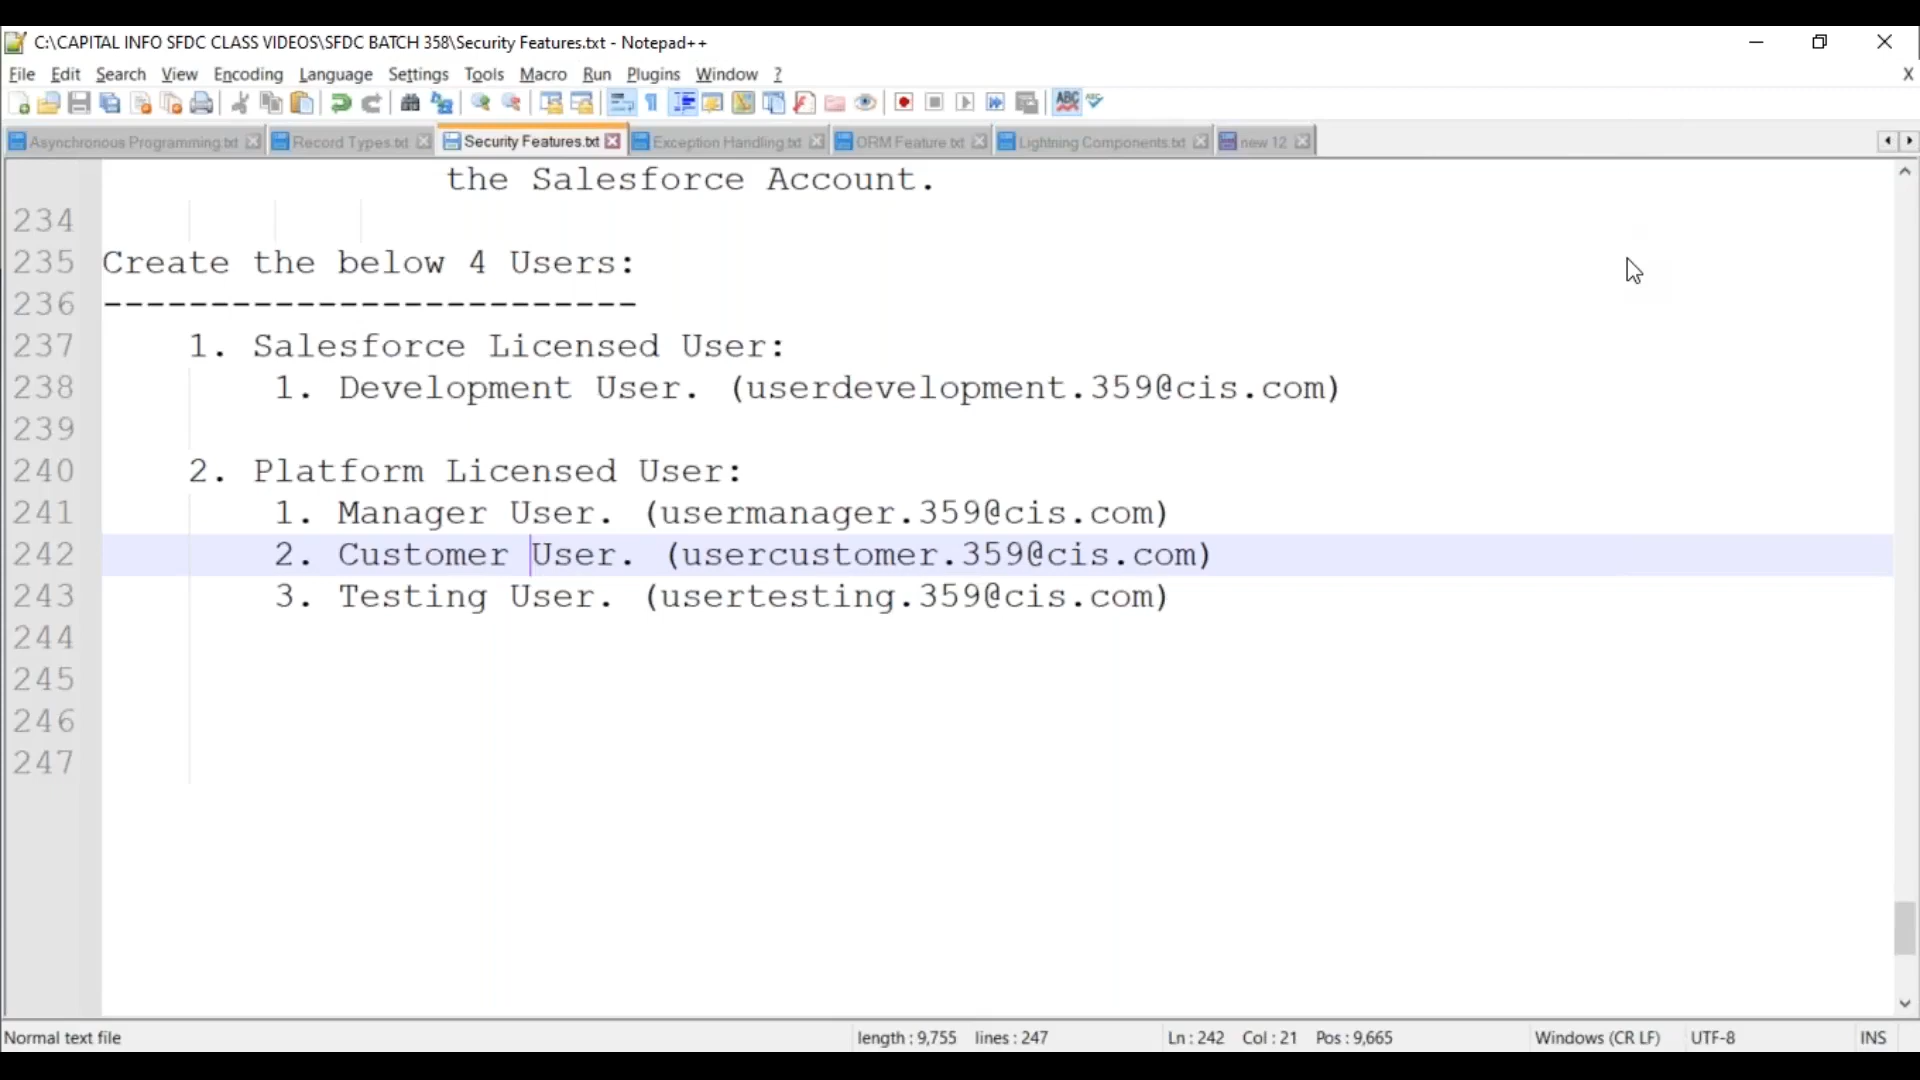 C:\CAPITAL INFO SFDC CLASS VIDEOS\SFDC BATCH 358\Security Features.txt - Notepad++
File Edit Search View Encoding Language Settings Tools Macro Run Plugins Window ? X
Asynchronous Programming.txt Record Types.txt Security Features.txt Exception Handling.txt ORM Feature.txt Lightning Components.txt new 12
the Salesforce Account.
234
235 Create the below 4 Users:
236 -------------------------
237 1. Salesforce Licensed User:
238 1. Development User. (userdevelopment.359@cis.com)
239
240 2. Platform Licensed User:
241 1. Manager User. (usermanager.359@cis.com)
242 2. Customer User. (usercustomer.359@cis.com)
243 3. Testing User. (usertesting.359@cis.com)
244
245
246
247
Normal text file length : 9,755 lines : 247 Ln : 242 Col : 21 Pos : 9,665 Windows (CR LF) UTF-8 INS